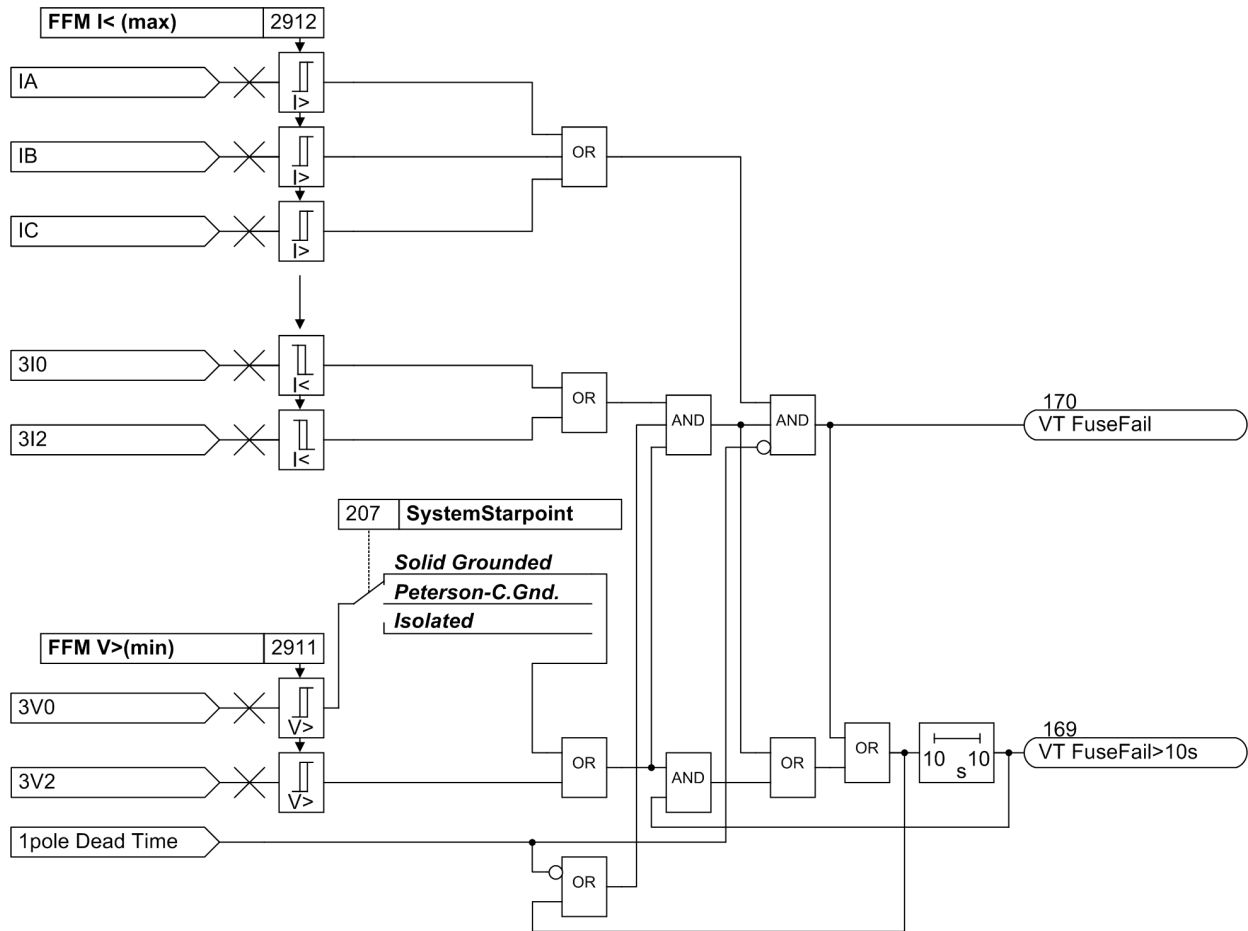 FFM I< (max) 2912
IA
I>
IB
I>
OR
IC
I>
3I0
I<
OR
3I2
I<
AND
AND
170
VT FuseFail
207 SystemStarpoint
Solid Grounded
Peterson-C.Gnd.
Isolated
FFM V>(min) 2911
3V0
V>
3V2
V>
OR
AND
OR
OR
10 10
s
169
VT FuseFail>10s
1pole Dead Time
OR